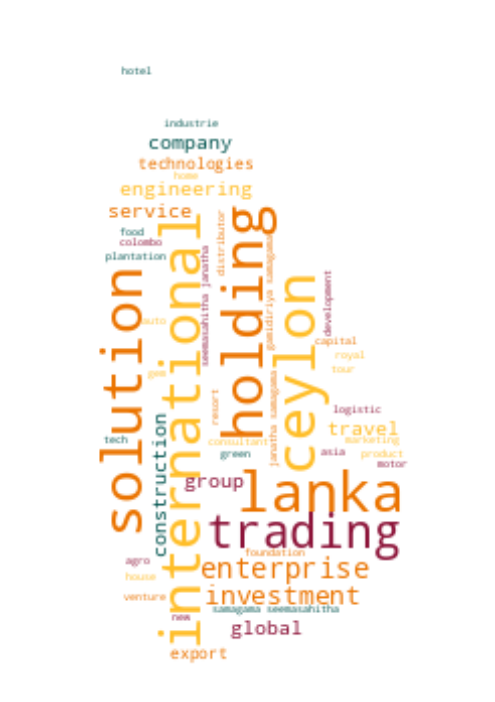 hotel
industrie
company
technologies
home
engineering
service
food
colombo
plantation
international
holding
distributor
gamidiriya samagama
seemasahitha janatha
solution
ceylon
development
auto
capital
royal
tour
gem
resort
janatha samagama
logistic
travel
construction
tech
consultant
marketing
green
asia
product
motor
group
lanka
trading
foundation
agro
enterprise
house
investment
venture
samagama seemasahitha
new
global
export